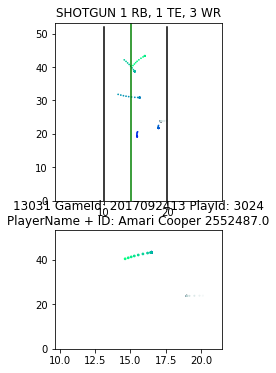 SHOTGUN 1 RB, 1 TE, 3 WR
50
40
30
20
10
0
10 20
13031 GameId: 2017092413 PlayId: 3024
PlayerName + ID: Amari Cooper 2552487.0
40
20
0
10.0 12.5 15.0 17.5 20.0